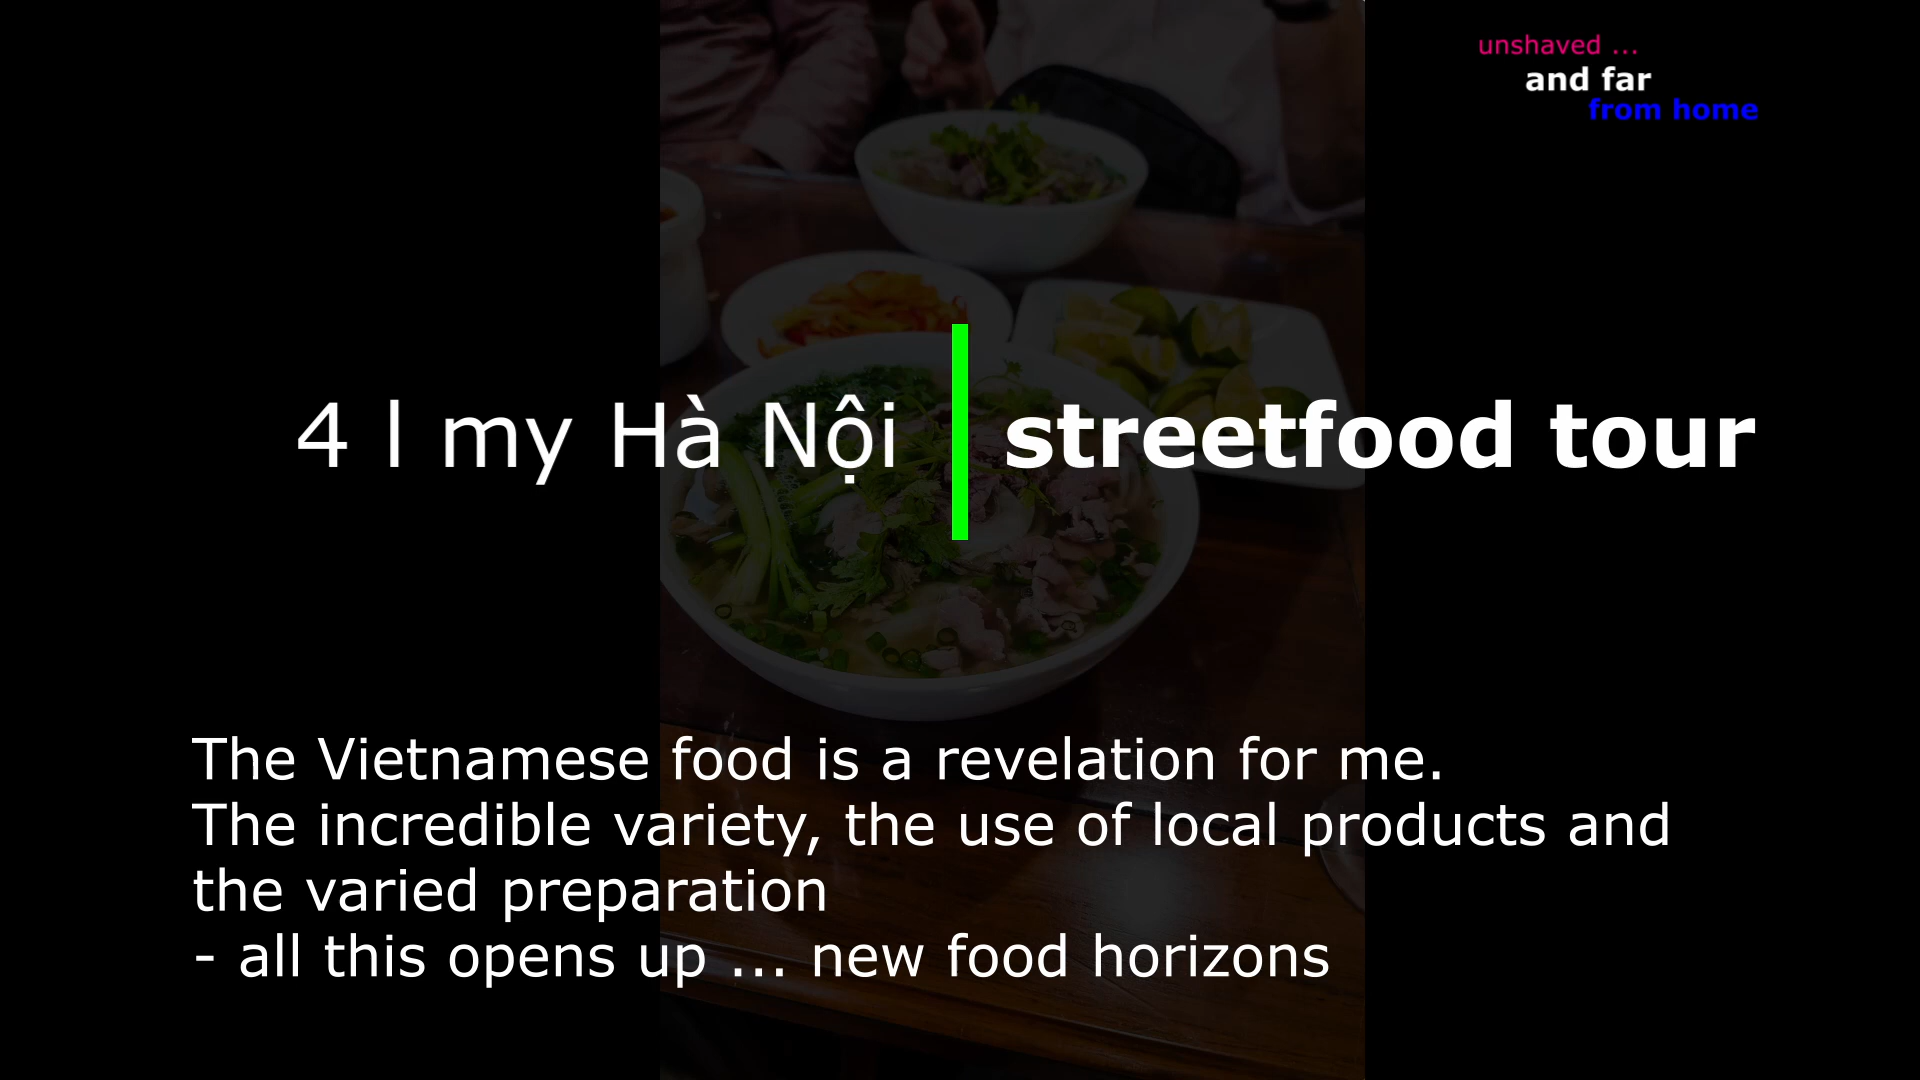 unshaved ...
and far
from home
4 l my Hà Nội streetfood tour
The Vietnamese food is a revelation for me.
The incredible variety, the use of local products and
the varied preparation
- all this opens up ... new food horizons